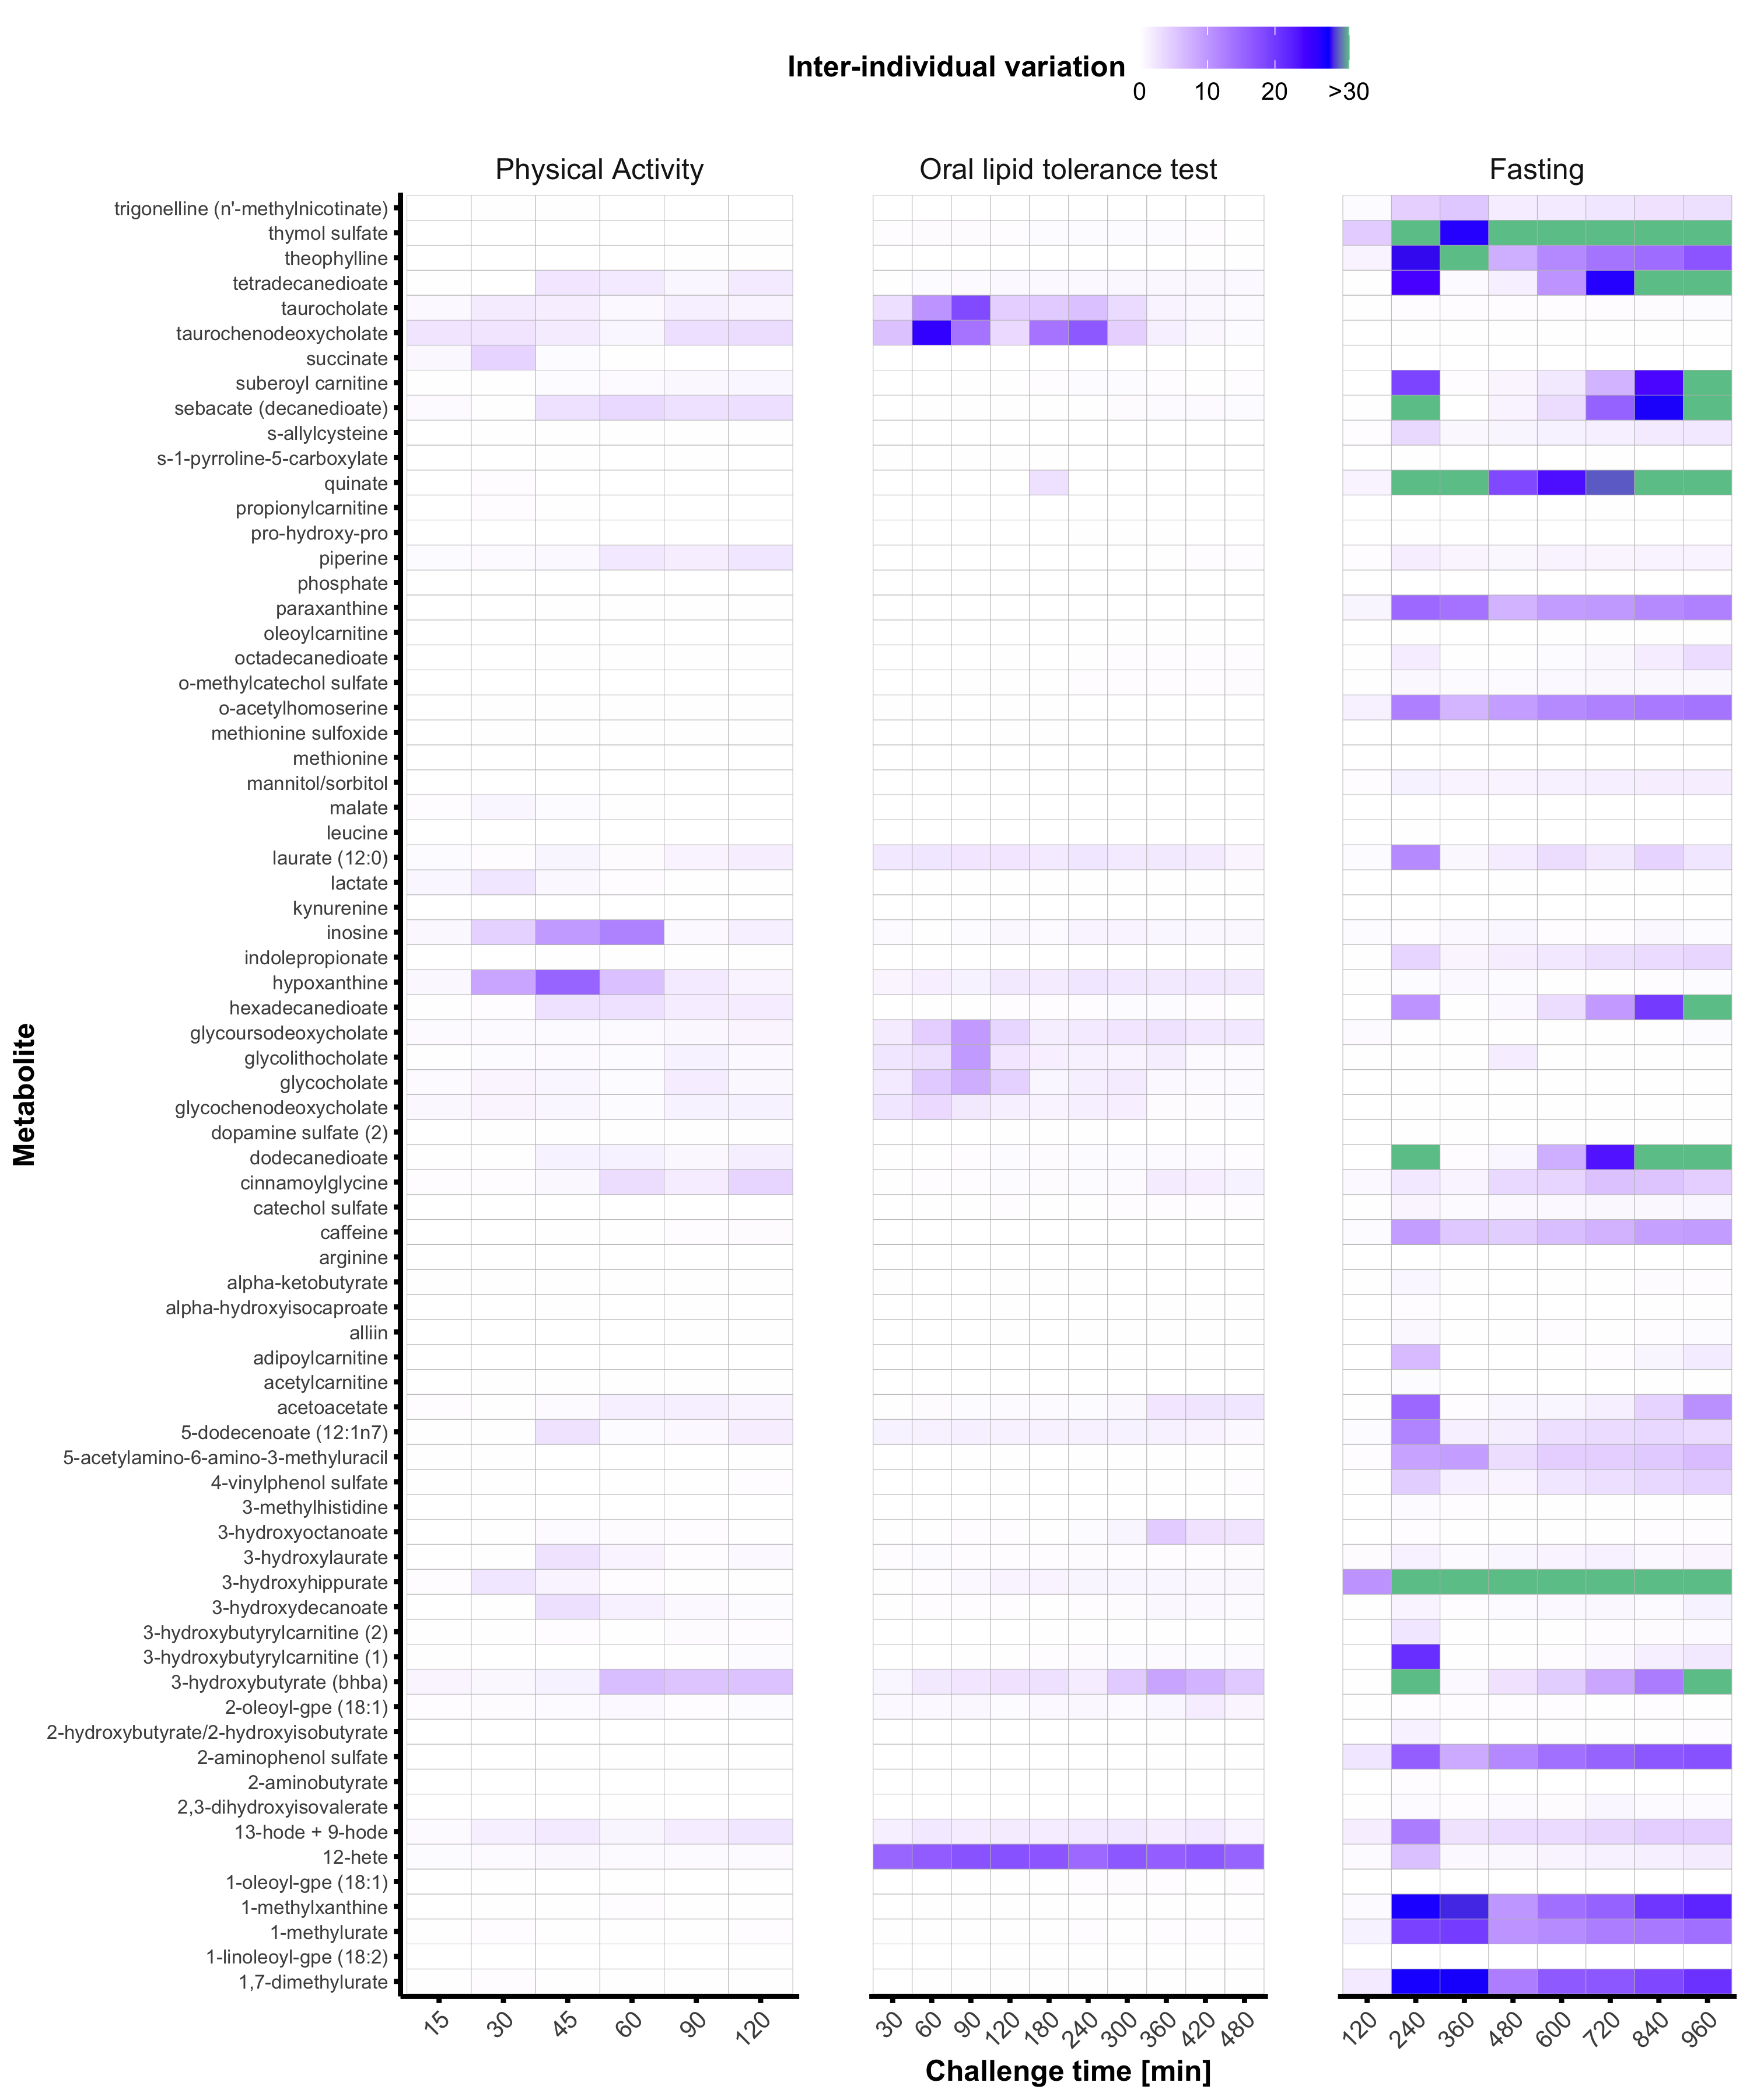 Inter-individual variation
0 10 20 >30
Physical Activity Oral lipid tolerance test Fasting
trigonelline (n'-methylnicotinate)
thymol sulfate
theophylline
tetradecanedioate
taurocholate
taurochenodeoxycholate
succinate
suberoyl carnitine
sebacate (decanedioate)
s-allylcysteine
s-1-pyrroline-5-carboxylate
quinate
propionylcarnitine
pro-hydroxy-pro
piperine
phosphate
paraxanthine
oleoylcarnitine
octadecanedioate
o-methylcatechol sulfate
o-acetylhomoserine
methionine sulfoxide
methionine
mannitol/sorbitol
malate
leucine
laurate (12:0)
lactate
kynurenine
inosine
indolepropionate
hypoxanthine
hexadecanedioate
glycoursodeoxycholate
glycolithocholate
glycocholate
glycochenodeoxycholate
dopamine sulfate (2)
dodecanedioate
cinnamoylglycine
catechol sulfate
caffeine
arginine
alpha-ketobutyrate
alpha-hydroxyisocaproate
alliin
adipoylcarnitine
acetylcarnitine
acetoacetate
5-dodecenoate (12:1n7)
5-acetylamino-6-amino-3-methyluracil
4-vinylphenol sulfate
3-methylhistidine
3-hydroxyoctanoate
3-hydroxylaurate
3-hydroxyhippurate
3-hydroxydecanoate
3-hydroxybutyrylcarnitine (2)
3-hydroxybutyrylcarnitine (1)
3-hydroxybutyrate (bhba)
2-oleoyl-gpe (18:1)
2-hydroxybutyrate/2-hydroxyisobutyrate
2-aminophenol sulfate
2-aminobutyrate
2,3-dihydroxyisovalerate
13-hode + 9-hode
12-hete
1-oleoyl-gpe (18:1)
1-methylxanthine
1-methylurate
1-linoleoyl-gpe (18:2)
1,7-dimethylurate
Metabolite
15 30 45 60 90 120 30 60 90 120 180 240 300 360 420 480 120 240 360 480 600 720 840 960
Challenge time [min]